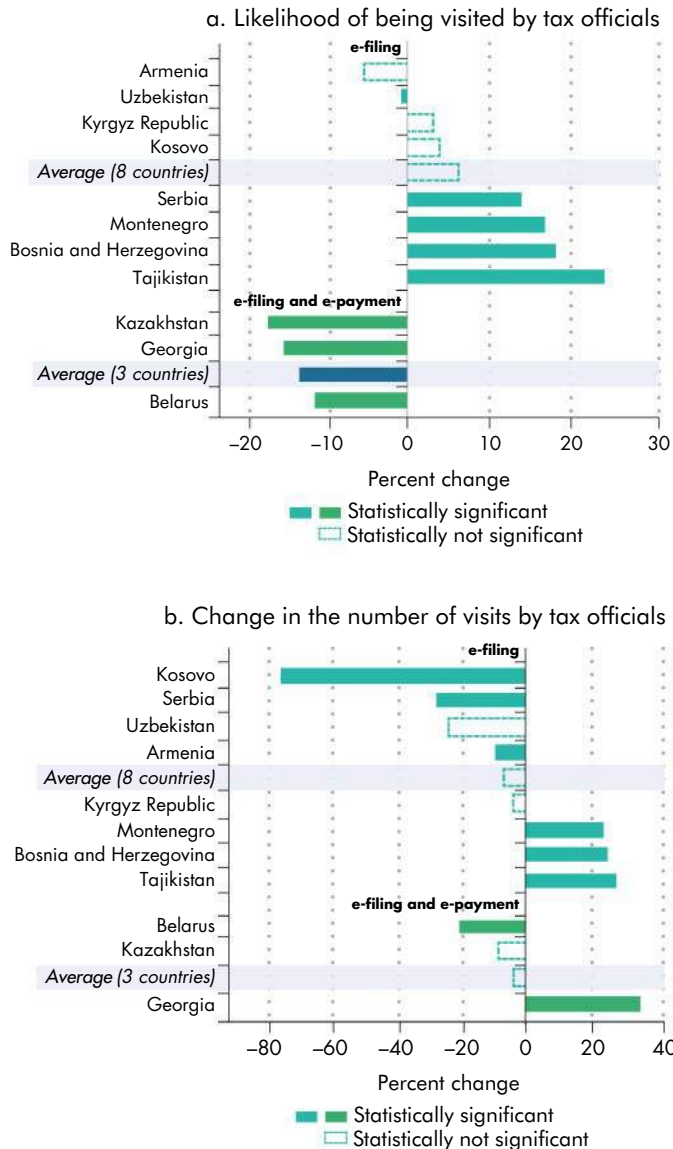 a. Likelihood of being visited by tax officials
e-filing
Armenia
Uzbekistan
Kyrgyz Republic
Kosovo
Average (8 countries)
Serbia
Montenegro
Bosnia and Herzegovina
Tajikistan
e-filing and e-payment
Kazakhstan
Georgia
Average (3 countries)
Belarus
–20 –10 0 10 20 30
Percent change
Statistically significant
Statistically not significant
b. Change in the number of visits by tax officials
e-filing
Kosovo
Serbia
Uzbekistan
Armenia
Average (8 countries)
Kyrgyz Republic
Montenegro
Bosnia and Herzegovina
Tajikistan
e-filing and e-payment
Belarus
Kazakhstan
Average (3 countries)
Georgia
–80 –60 –40 –20 0 20 40
Percent change
Statistically significant
Statistically not significant